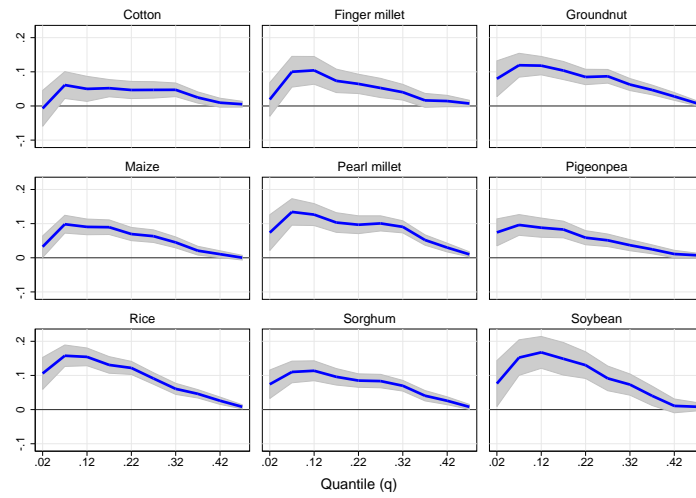 Cotton Finger millet Groundnut
.2
.1
0
-.1
Maize Pearl millet Pigeonpea
.2
.1
0
-.1
Rice Sorghum Soybean
.2
.1
0
-.1
.02 .12 .22 .32 .42 .02 .12 .22 .32 .42 .02 .12 .22 .32 .42
Quantile (q)